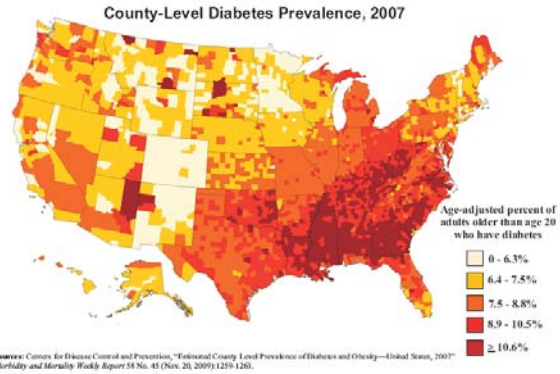 County-Level Diabetes Prevalence, 2007
Age-adjusted percent of
adults older than age 20
who have diabetes
0 - 6.3%
6.4 - 7.5%
7.5 - 8.8%
8.9 - 10.5%
≥ 10.6%
ources: Centers for Disease Control and Prevention, "Estimated County Level Prevalence of Diabetes and Obesity—United States, 2007"
orbidity and Mortality Weekly Report 58 No. 45 (Nov. 20, 2009):1259-1263.